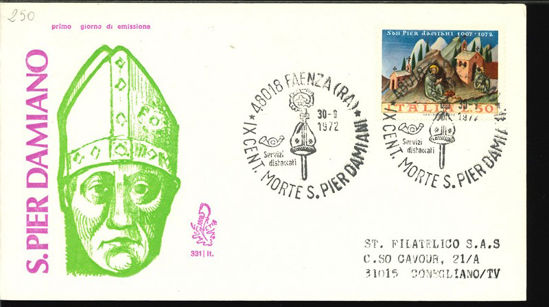 250
primo giorno di emissione
S. PIER DAMIANO
331 | It.
48018 FAENZA (RA)
30-9
1972
Servizi
distaccati
IX CENT. MORTE S. PIER DAMIANI
SAN PIER DAMIANI 1007-1072
ITALIA L. 50
1972
Servizi
distaccati
IX CENT. MORTE S. PIER DAMIANI
ST. FILATELICO S.A.S
C.SO CAVOUR, 21/A
31015 CONEGLIANO/TV